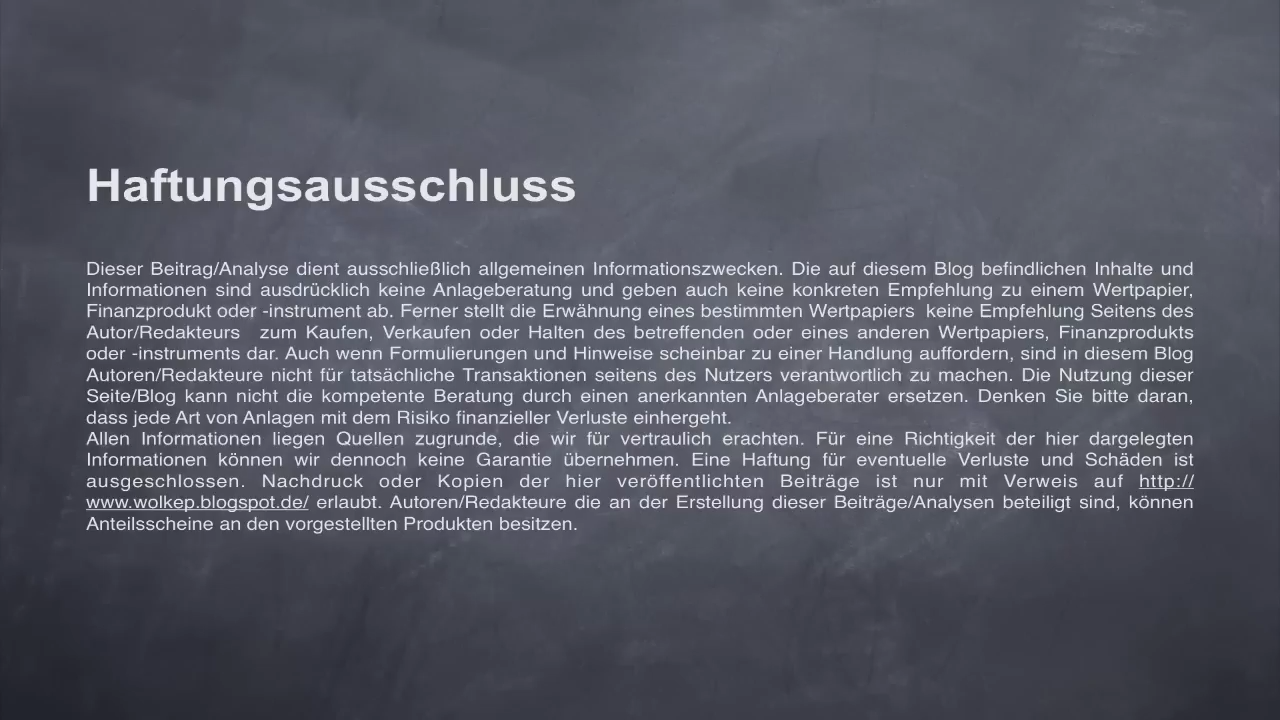 Haftungsausschluss
Dieser Beitrag/Analyse dient ausschließlich allgemeinen Informationszwecken. Die auf diesem Blog befindlichen Inhalte und
Informationen sind ausdrücklich keine Anlageberatung und geben auch keine konkreten Empfehlung zu einem Wertpapier,
Finanzprodukt oder -instrument ab. Ferner stellt die Erwähnung eines bestimmten Wertpapiers keine Empfehlung Seitens des
Autor/Redakteurs zum Kaufen, Verkaufen oder Halten des betreffenden oder eines anderen Wertpapiers, Finanzprodukts
oder -instruments dar. Auch wenn Formulierungen und Hinweise scheinbar zu einer Handlung auffordern, sind in diesem Blog
Autoren/Redakteure nicht für tatsächliche Transaktionen seitens des Nutzers verantwortlich zu machen. Die Nutzung dieser
Seite/Blog kann nicht die kompetente Beratung durch einen anerkannten Anlageberater ersetzen. Denken Sie bitte daran,
dass jede Art von Anlagen mit dem Risiko finanzieller Verluste einhergeht.
Allen Informationen liegen Quellen zugrunde, die wir für vertraulich erachten. Für eine Richtigkeit der hier dargelegten
Informationen können wir dennoch keine Garantie übernehmen. Eine Haftung für eventuelle Verluste und Schäden ist
ausgeschlossen. Nachdruck oder Kopien der hier veröffentlichten Beiträge ist nur mit Verweis auf http://
www.wolkep.blogspot.de/ erlaubt. Autoren/Redakteure die an der Erstellung dieser Beiträge/Analysen beteiligt sind, können
Anteilsscheine an den vorgestellten Produkten besitzen.